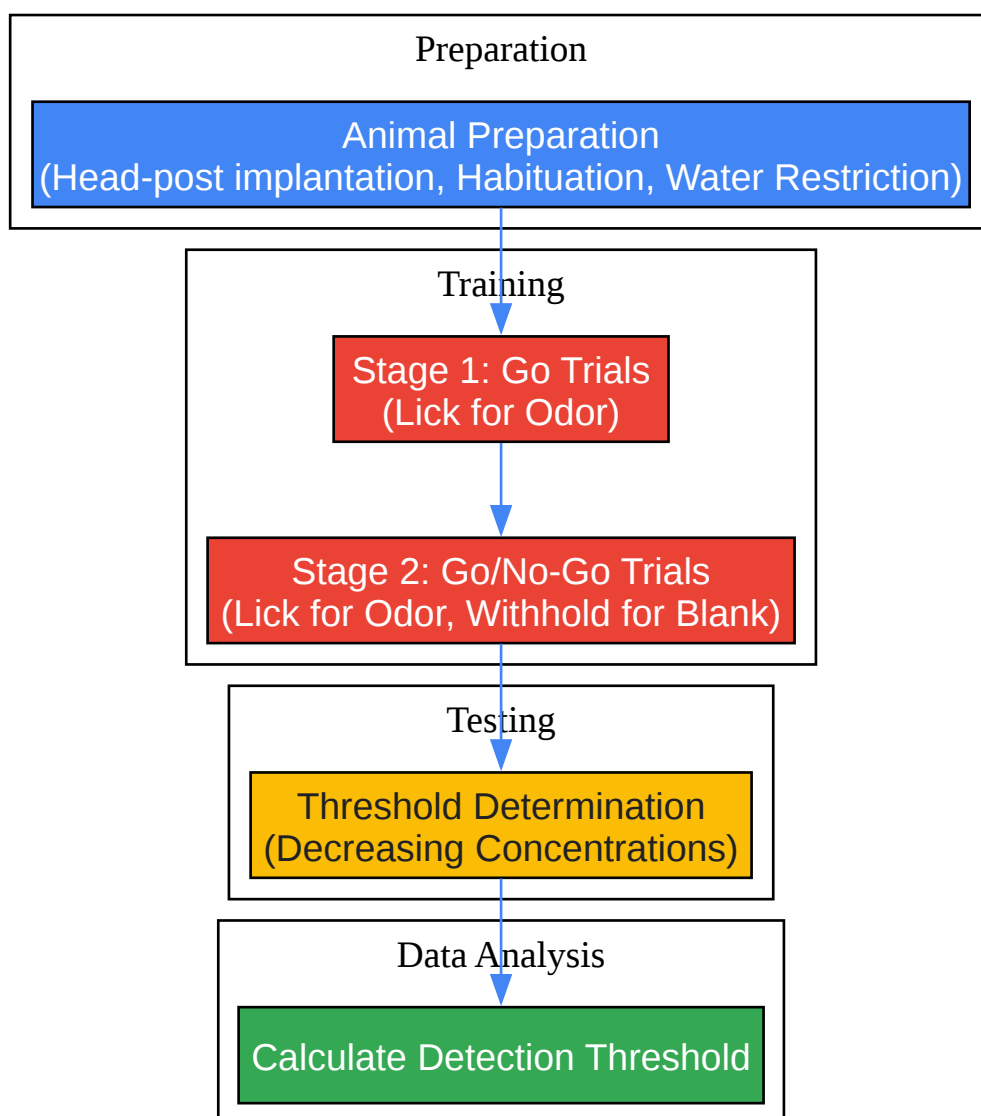 Preparation
Animal Preparation
(Head-post implantation, Habituation, Water Restriction)
Training
Stage 1: Go Trials
(Lick for Odor)
Stage 2: Go/No-Go Trials
(Lick for Odor, Withhold for Blank)
Testing
Threshold Determination
(Decreasing Concentrations)
Data Analysis
Calculate Detection Threshold